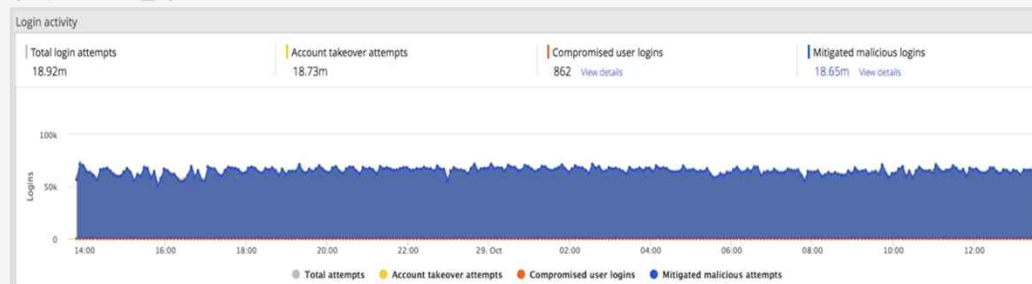 Login activity
Total login attempts Account takeover attempts Compromised user logins Mitigated malicious logins
18.92m 18.73m 862 View details 18.65m View details
100k
Logins
50k
0
14:00 16:00 18:00 20:00 22:00 29. Oct 02:00 04:00 06:00 08:00 10:00 12:00
Total attempts Account takeover attempts Compromised user logins Mitigated malicious attempts